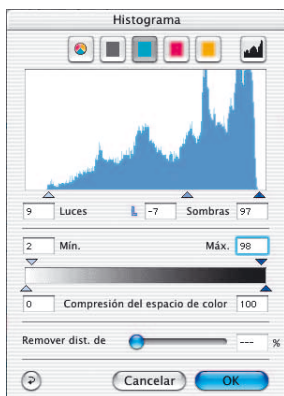 Histograma
9 Luces L -7 Sombras 97
2 Mín. Máx. 98
0 Compresión del espacio de color 100
Remover dist. de --- %
Cancelar OK